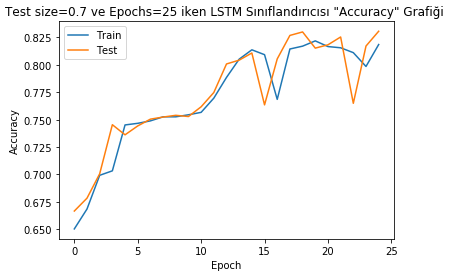 Test size=0.7 ve Epochs=25 iken LSTM Sınıflandırıcısı "Accuracy" Grafiği
Train
Test
0.825
0.800
0.775
0.750
0.725
0.700
0.675
0.650
Accuracy
0
5
10
15
20
25
Epoch